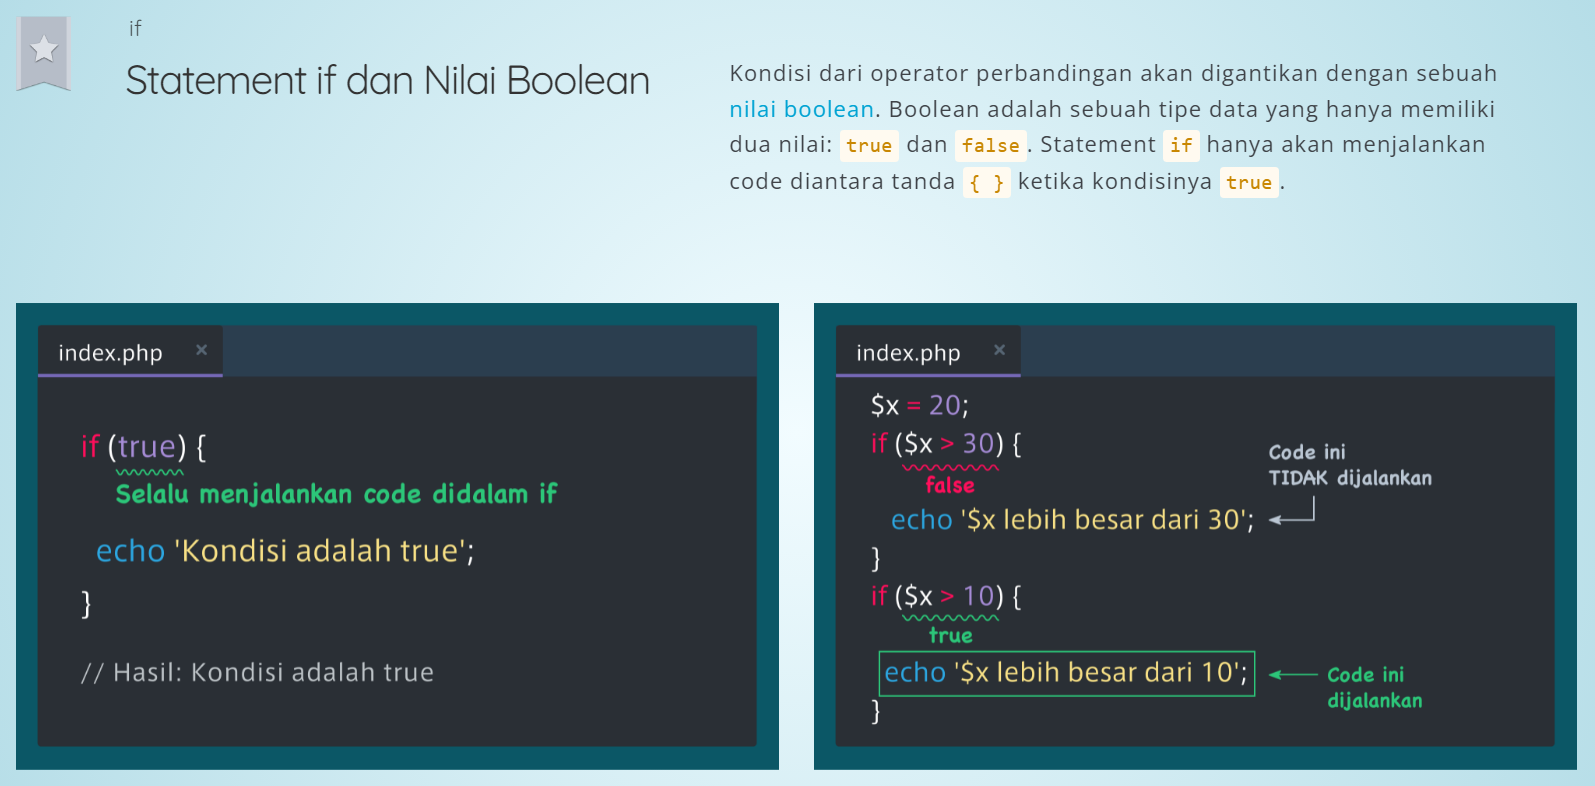 if
Statement if dan Nilai Boolean
Kondisi dari operator perbandingan akan digantikan dengan sebuah
nilai boolean. Boolean adalah sebuah tipe data yang hanya memiliki
dua nilai: true dan false. Statement if hanya akan menjalankan
code diantara tanda { } ketika kondisinya true.
index.php ×
if (true) {
Selalu menjalankan code didalam if
echo 'Kondisi adalah true';
}
// Hasil: Kondisi adalah true
index.php ×
$x = 20;
if ($x > 30) {
false
echo '$x lebih besar dari 30';
Code ini
TIDAK dijalankan
}
if ($x > 10) {
true
echo '$x lebih besar dari 10';
Code ini
dijalankan
}